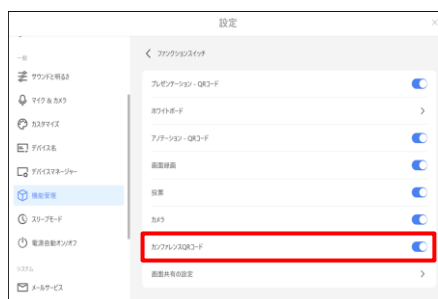 設定
一般
サウンドと明るさ
マイク & カメラ
カスタマイズ
デバイス名
デバイスマネージャー
機能管理
スリープモード
電源自動オン/オフ
システム
メールサービス
ファンクションスイッチ
プレゼンテーション - QRコード
ホワイトボード
アノテーション - QRコード
画面録画
投票
カメラ
カンファレンスQRコード
画面共有の設定